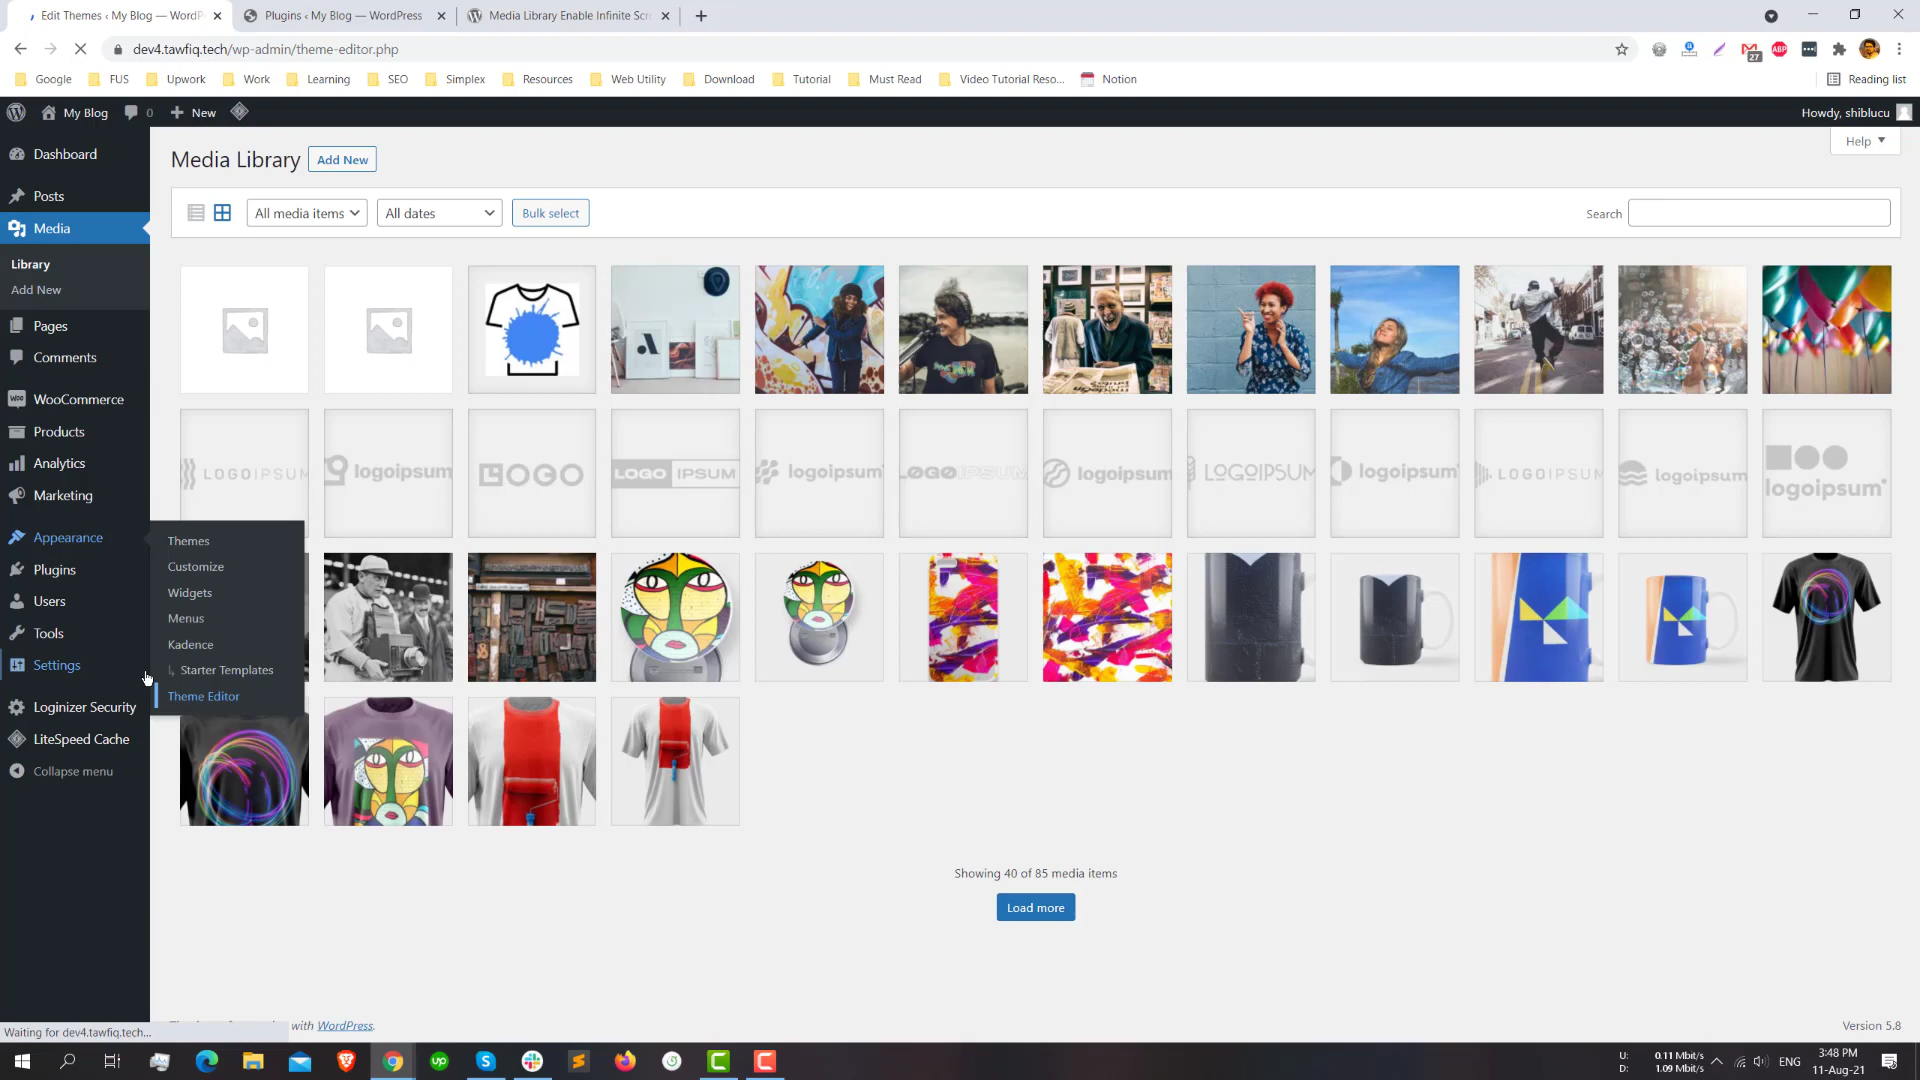 Edit Themes ‹ My Blog — WordP
Plugins ‹ My Blog — WordPress
Media Library Enable Infinite Scro
dev4.tawfiq.tech/wp-admin/theme-editor.php
27
ABP
Google
FUS
Upwork
Work
Learning
SEO
Simplex
Resources
Web Utility
Download
Tutorial
Must Read
Video Tutorial Reso...
Notion
Reading list
My Blog
0
New
Howdy, shiblucu
Dashboard
Posts
Media
Library
Add New
Pages
Comments
WooCommerce
Products
Analytics
Marketing
Appearance
Plugins
Users
Tools
Settings
Loginizer Security
LiteSpeed Cache
Collapse menu
Themes
Customize
Widgets
Menus
Kadence
Starter Templates
Theme Editor
Media Library
Add New
Help
All media items
All dates
Bulk select
Search
LOGOIPSUM
logoipsum
LOGO
LOGO IPSUM
logoipsum
LOGOIPSUM
logoipsum
LOGOIPSUM
logoipsum
LOGOIPSUM
logoipsum
logoipsum
Showing 40 of 85 media items
Load more
with WordPress.
Version 5.8
Waiting for dev4.tawfiq.tech...
U: 0.11 Mbit/s
D: 1.09 Mbit/s
ENG
3:48 PM
11-Aug-21